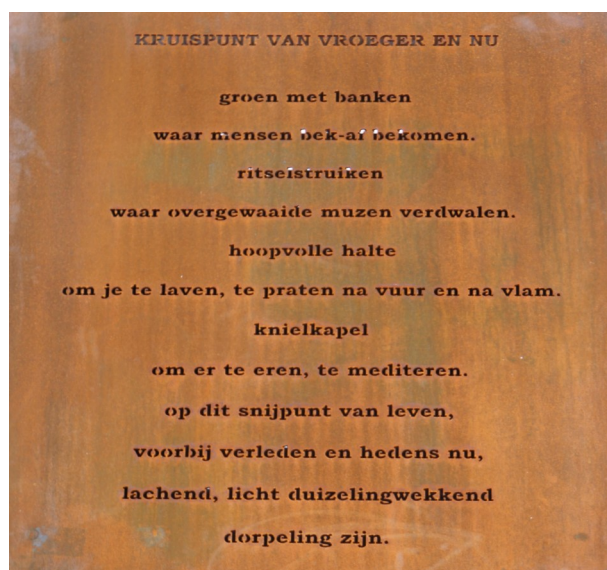 KRUISPUNT VAN VROEGER EN NU
groen met banken
waar mensen bek-af bekomen.
ritselstruiken
waar overgewaaide muzen verdwalen.
hoopvolle halte
om je te laven, te praten na vuur en na vlam.
knielkapel
om er te eren, te mediteren.
op dit snijpunt van leven,
voorbij verleden en hedens nu,
lachend, licht duizelingwekkend
dorpeling zijn.